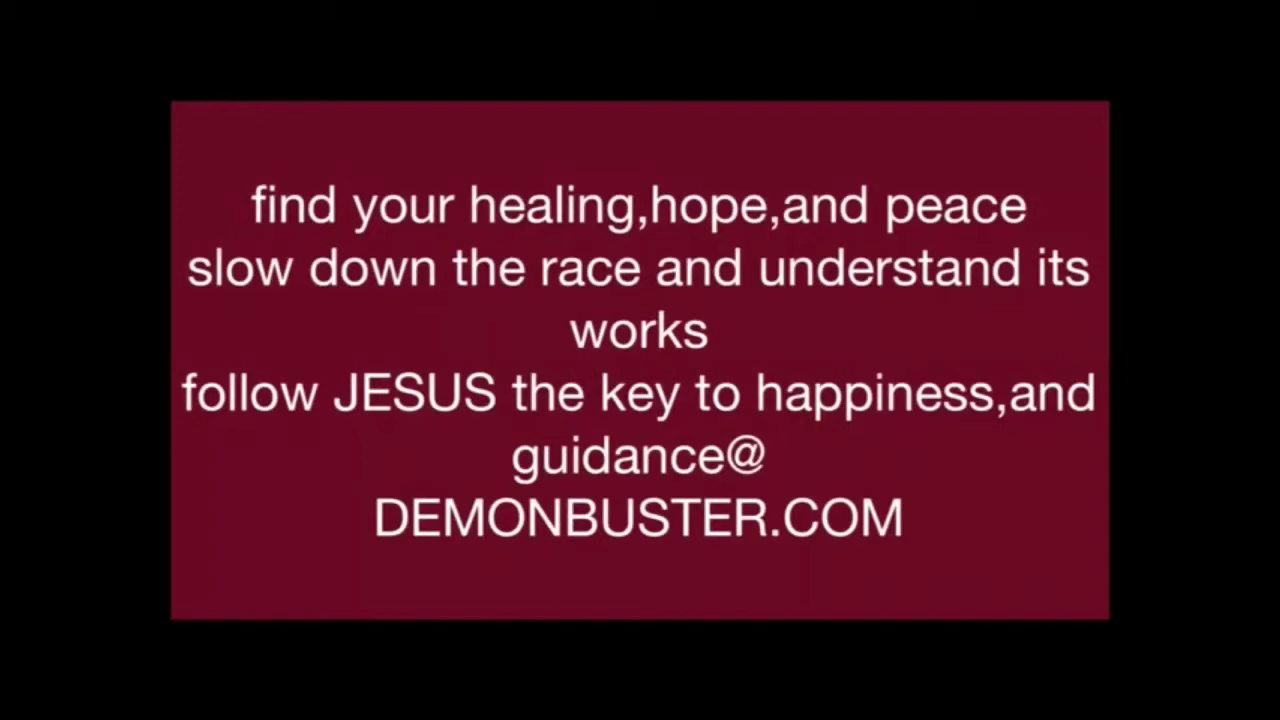 find your healing,hope,and peace
slow down the race and understand its
works
follow JESUS the key to happiness,and
guidance@
DEMONBUSTER.COM